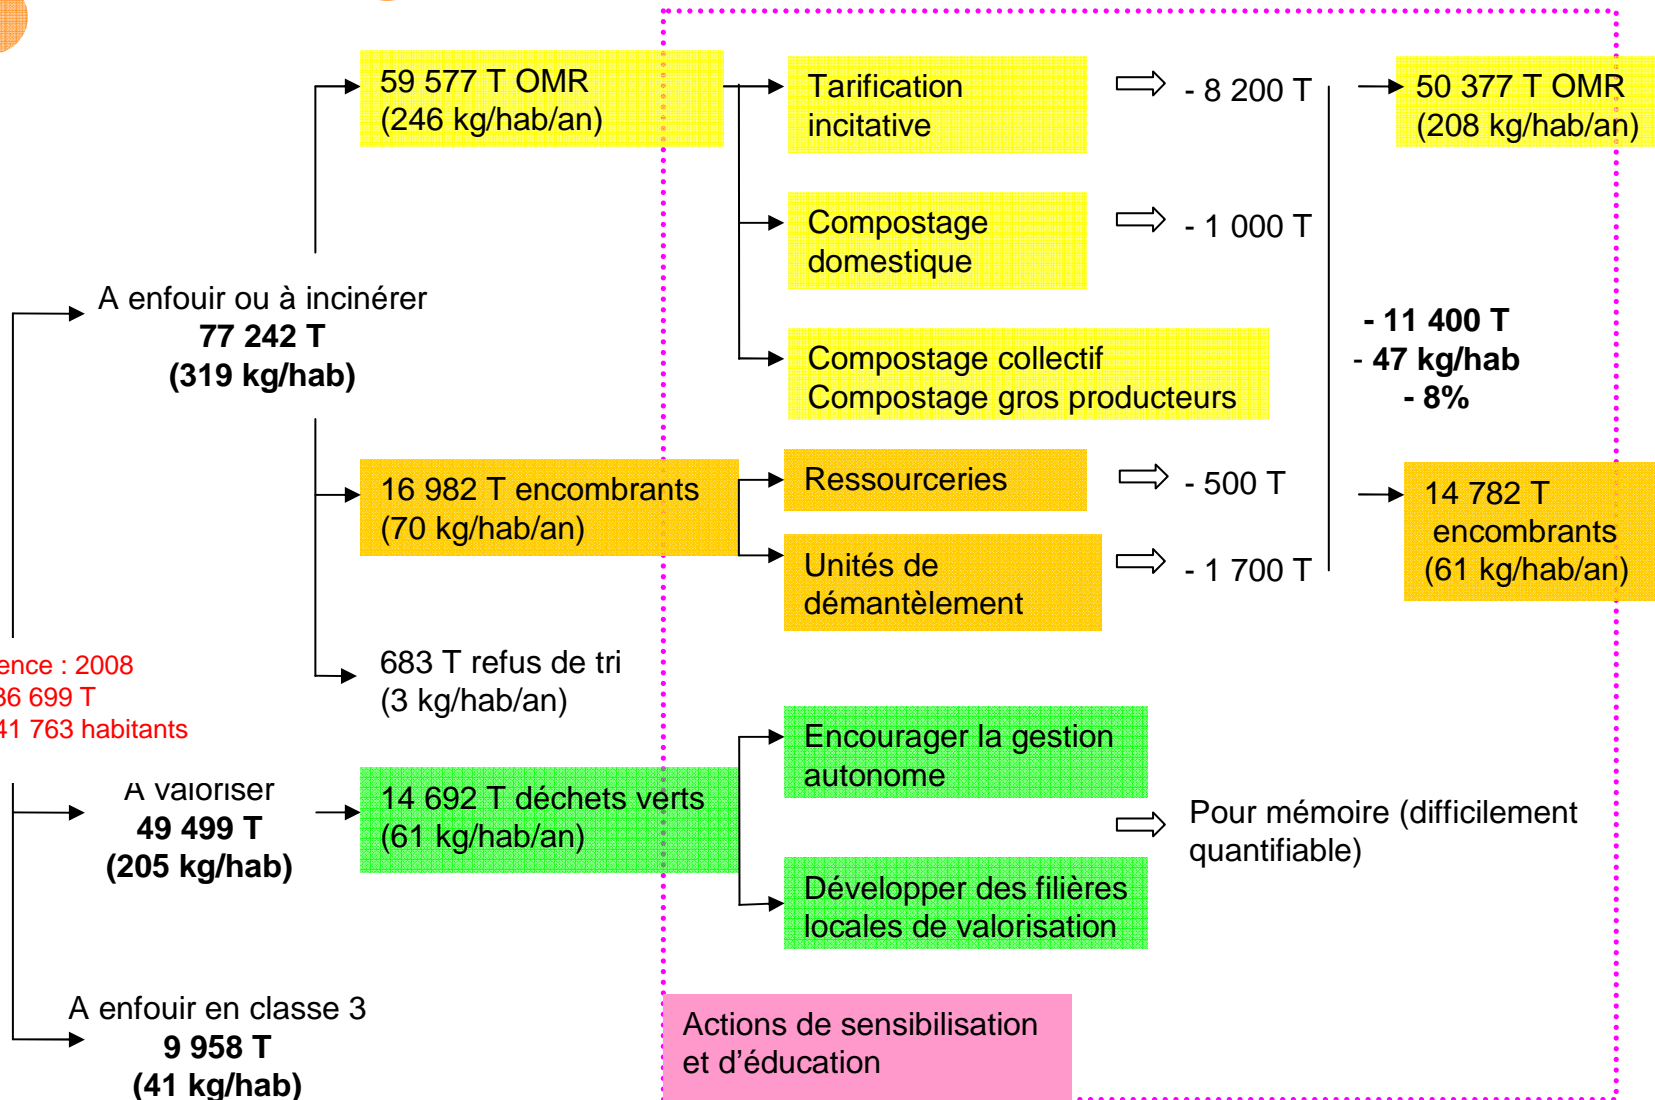 59 577 T OMR
(246 kg/hab/an)
Tarification
incitative
- 8 200 T
50 377 T OMR
(208 kg/hab/an)
Compostage
domestique
- 1 000 T
A enfouir ou à incinérer
77 242 T
(319 kg/hab)
Compostage collectif
Compostage gros producteurs
- 11 400 T
- 47 kg/hab
- 8%
16 982 T encombrants
(70 kg/hab/an)
Ressourceries
- 500 T
Unités de
démantèlement
- 1 700 T
14 782 T
encombrants
(61 kg/hab/an)
683 T refus de tri
(3 kg/hab/an)
: 2008
699 T
763 habitants
A valoriser
49 499 T
(205 kg/hab)
14 692 T déchets verts
(61 kg/hab/an)
Encourager la gestion
autonome
Pour mémoire (difficilement
quantifiable)
Développer des filières
locales de valorisation
A enfouir en classe 3
9 958 T
(41 kg/hab)
Actions de sensibilisation
et d’éducation